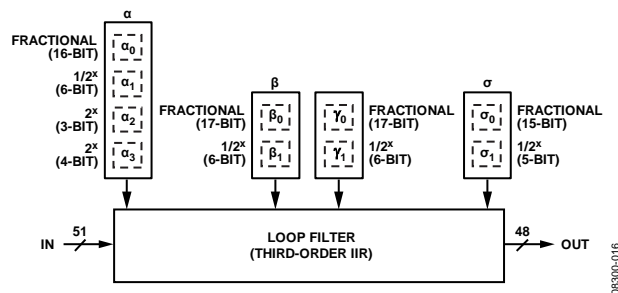 α
FRACTIONAL
(16-BIT)
α0
1/2x
(6-BIT)
α1
2x
(3-BIT)
α2
2x
(4-BIT)
α3
β
FRACTIONAL
(17-BIT)
β0
1/2x
(6-BIT)
β1
γ
γ0
FRACTIONAL
(17-BIT)
γ1
1/2x
(6-BIT)
σ
σ0
FRACTIONAL
(15-BIT)
σ1
1/2x
(5-BIT)
IN
51
LOOP FILTER
(THIRD-ORDER IIR)
48
OUT
08300-016